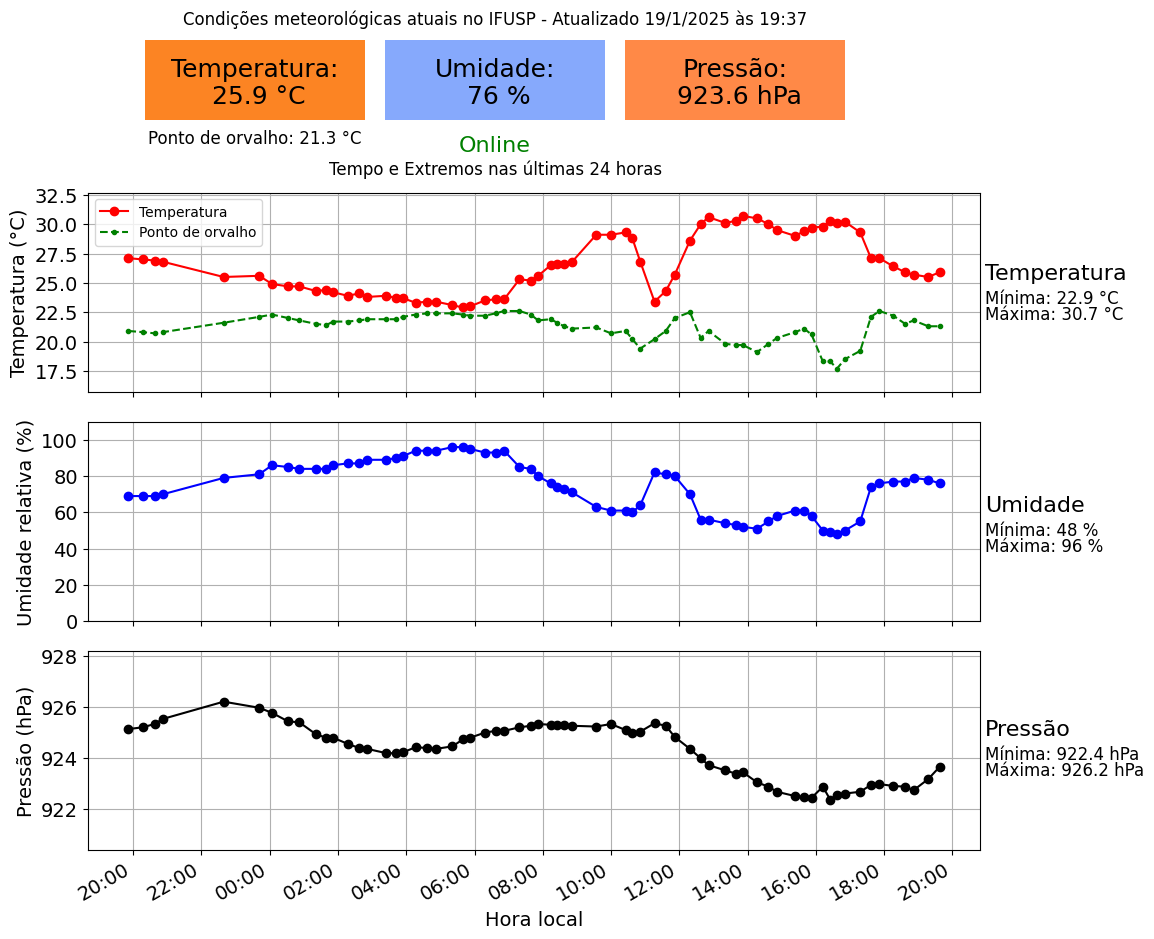 Condições meteorológicas atuais no IFUSP - Atualizado 19/1/2025 às 19:37
Temperatura:
25.9 °C
Umidade:
76 %
Pressão:
923.6 hPa
Ponto de orvalho: 21.3 °C
Online
Tempo e Extremos nas últimas 24 horas
Temperatura (°C)
32.5
30.0
27.5
25.0
22.5
20.0
17.5
Temperatura
Ponto de orvalho
Temperatura
Mínima: 22.9 °C
Máxima: 30.7 °C
Umidade relativa (%)
100
80
60
40
20
0
Umidade
Mínima: 48 %
Máxima: 96 %
Pressão (hPa)
928
926
924
922
Pressão
Mínima: 922.4 hPa
Máxima: 926.2 hPa
20:00 22:00 00:00 02:00 04:00 06:00 08:00 10:00 12:00 14:00 16:00 18:00 20:00
Hora local